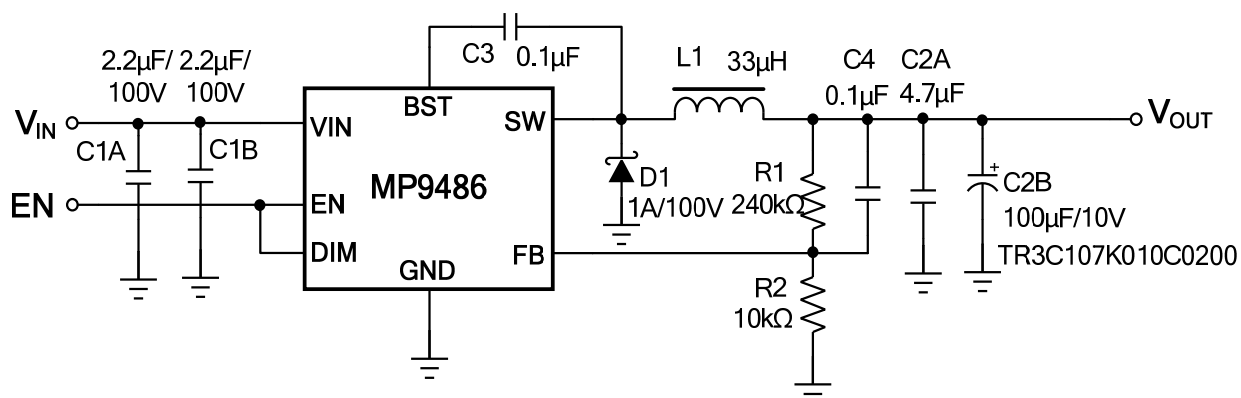 2.2µF/ 2.2µF/
100V 100V
C3 0.1µF
L1 33µH
C4 C2A
0.1µF 4.7µF
BST
VIN VIN SW VOUT
C1A C1B
MP9486
D1
1A/100V
R1
240kΩ
C2B
+
100µF/10V
TR3C107K010C0200
EN EN
DIM FB
GND
R2
10kΩ